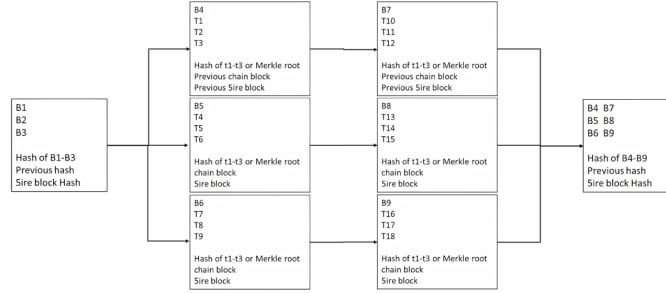 B1
B2
B3
Hash of B1-B3
Previous hash
5ire block Hash
B4
T1
T2
T3
Hash of t1-t3 or Merkle root
Previous chain block
Previous 5ire block
B5
T4
T5
T6
Hash of t1-t3 or Merkle root
chain block
5ire block
B6
T7
T8
T9
Hash of t1-t3 or Merkle root
chain block
5ire block
B7
T10
T11
T12
Hash of t1-t3 or Merkle root
Previous chain block
Previous 5ire block
B8
T13
T14
T15
Hash of t1-t3 or Merkle root
chain block
5ire block
B9
T16
T17
T18
Hash of t1-t3 or Merkle root
chain block
5ire block
B4 B7
B5 B8
B6 B9
Hash of B4-B9
Previous hash
5ire block Hash